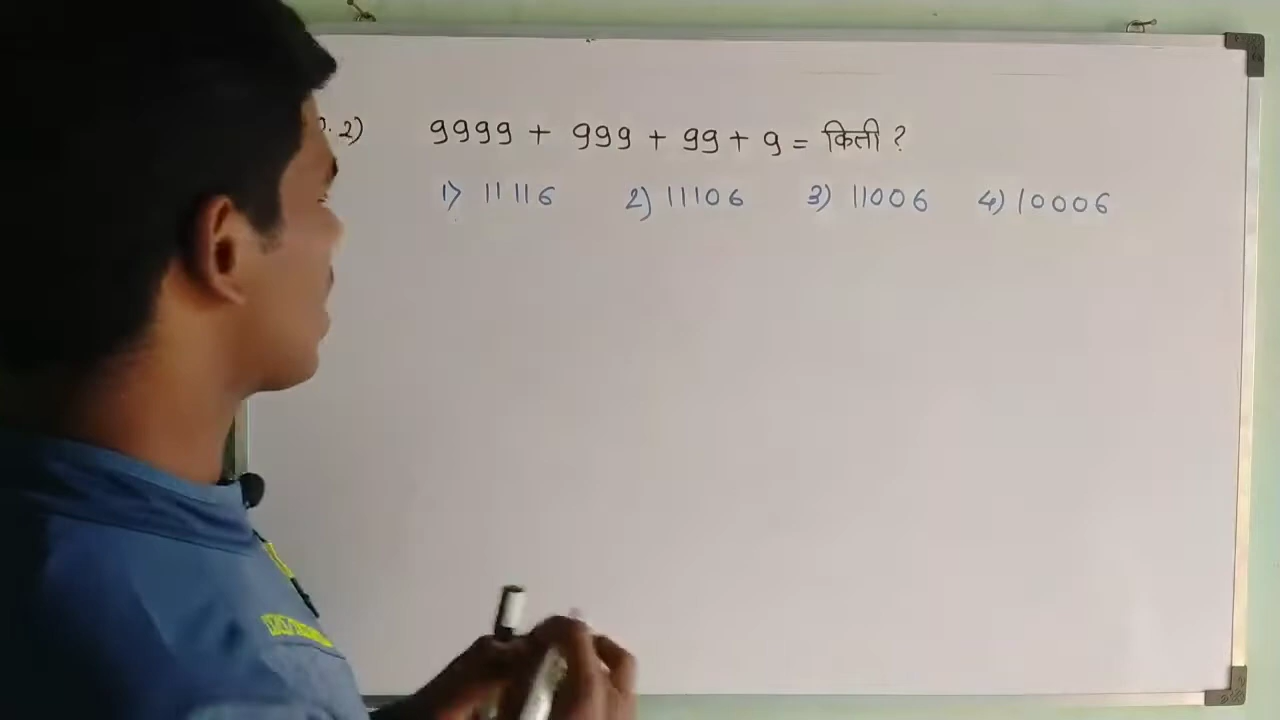 2) 9999 + 999 + 99 + 9 = किती ?
1) 11116 2) 11106 3) 11006 4) 10006